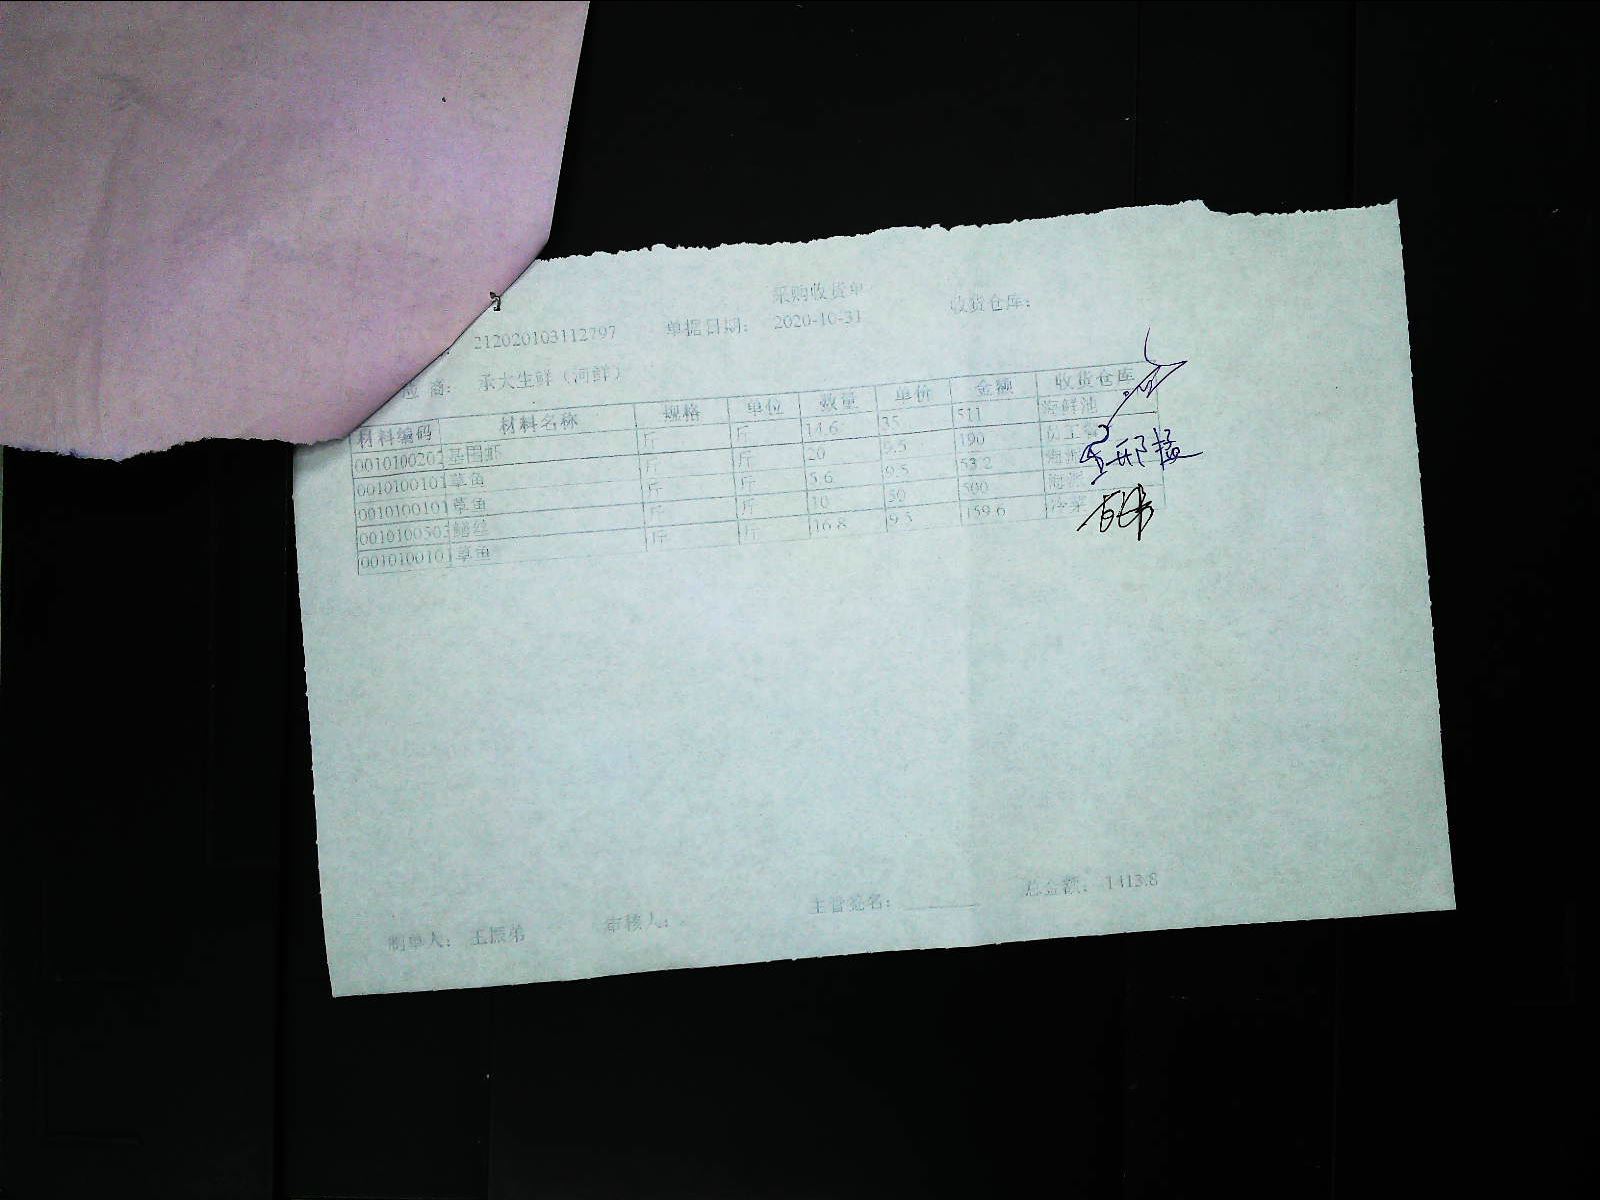 采购收货单
212020103112797 单据日期： 2020-10-31 收货仓库：
应 商： 承大生鲜（河鲜）
材料编码 材料名称 规格 单位 数量 单价 金额 收货仓库
0010100202 基围虾 斤 斤 14.6 35 511 海鲜池
0010100101 草鱼 斤 斤 20 9.5 190
0010100101 草鱼 斤 斤 5.6 9.5 53.2
0010100503 鳝丝 斤 斤 10 50 500
0010100101 草鱼 斤 斤 16.8 9.5 159.6
制单人： 王振弟 审核人： 主管签名： 总金额： 1413.8